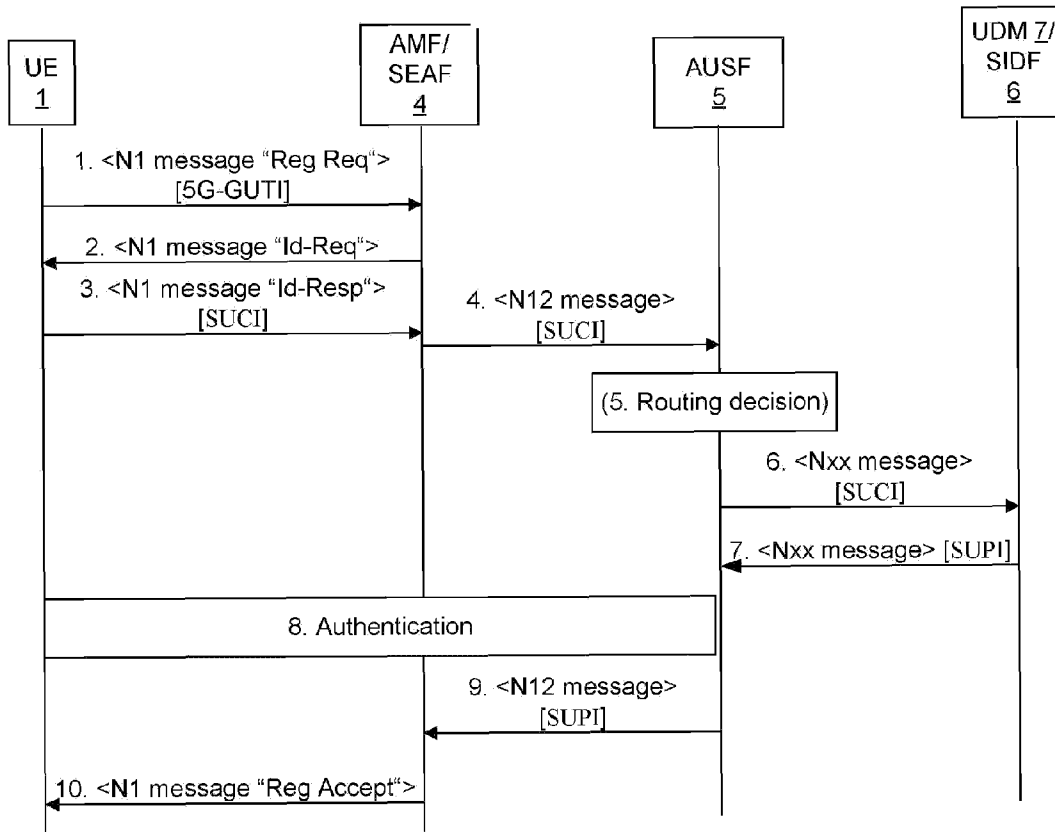 UE
1
AMF/
SEAF
4
AUSF
5
UDM 7/
SIDF
6
1. <N1 message “Reg Req“>
[5G-GUTI]
2. <N1 message “Id-Req“>
3. <N1 message “Id-Resp“>
[SUCI]
4. <N12 message>
[SUCI]
(5. Routing decision)
6. <Nxx message>
[SUCI]
7. <Nxx message> [SUPI]
8. Authentication
9. <N12 message>
[SUPI]
10. <N1 message “Reg Accept“>